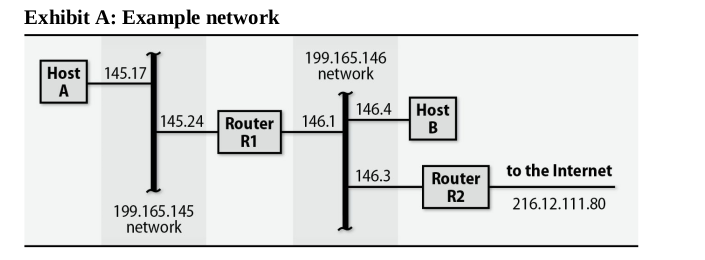 Exhibit A: Example network
199.165.146
network
Host
A
145.17
145.24
Router
R1
146.1
146.4
Host
B
146.3
Router
R2
to the Internet
216.12.111.80
199.165.145
network